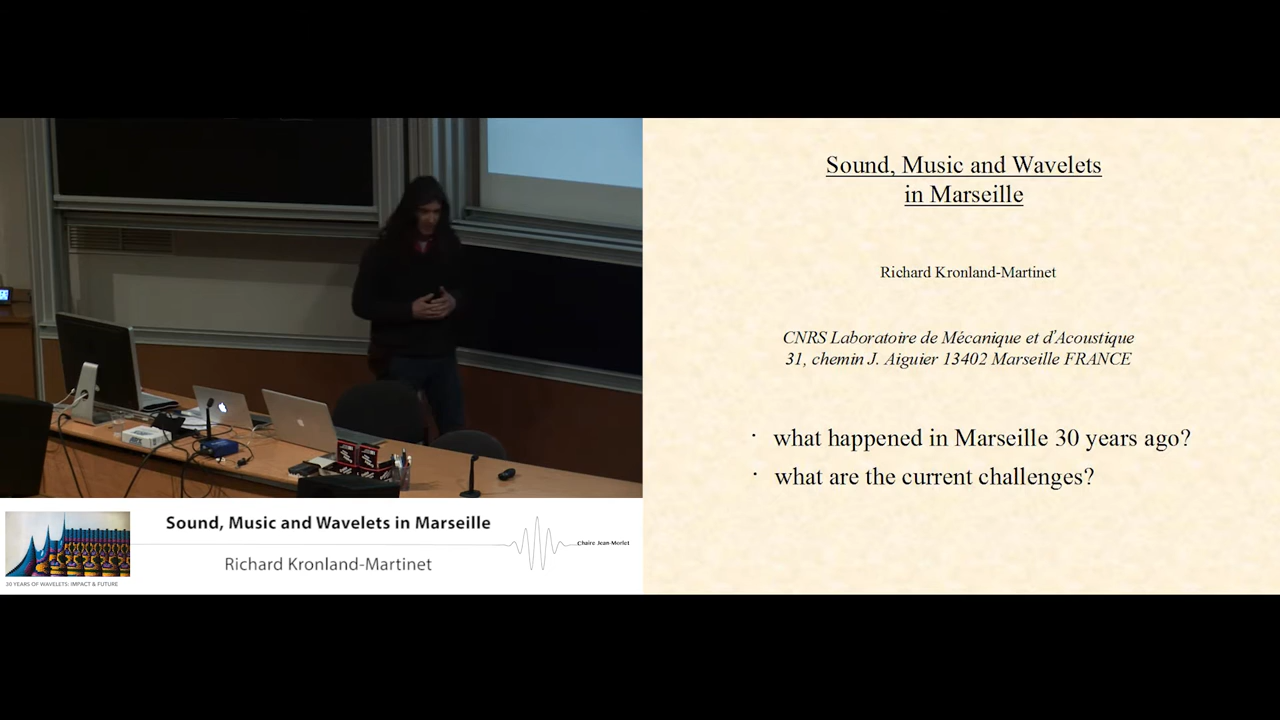 Sound, Music and Wavelets
in Marseille
Richard Kronland-Martinet
CNRS Laboratoire de Mécanique et d'Acoustique
31, chemin J. Aiguier 13402 Marseille FRANCE
· what happened in Marseille 30 years ago?
· what are the current challenges?
Sound, Music and Wavelets in Marseille
Chaire Jean-Morlet
Richard Kronland-Martinet
30 YEARS OF WAVELETS: IMPACT & FUTURE